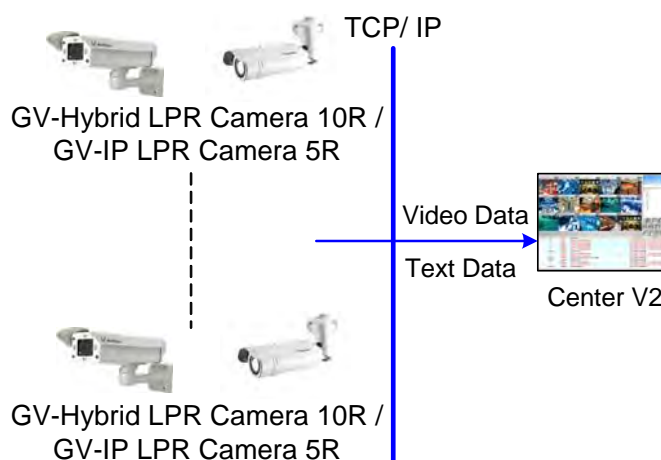 TCP/ IP
GV-Hybrid LPR Camera 10R /
GV-IP LPR Camera 5R
Video Data
Text Data
Center V2
GV-Hybrid LPR Camera 10R /
GV-IP LPR Camera 5R